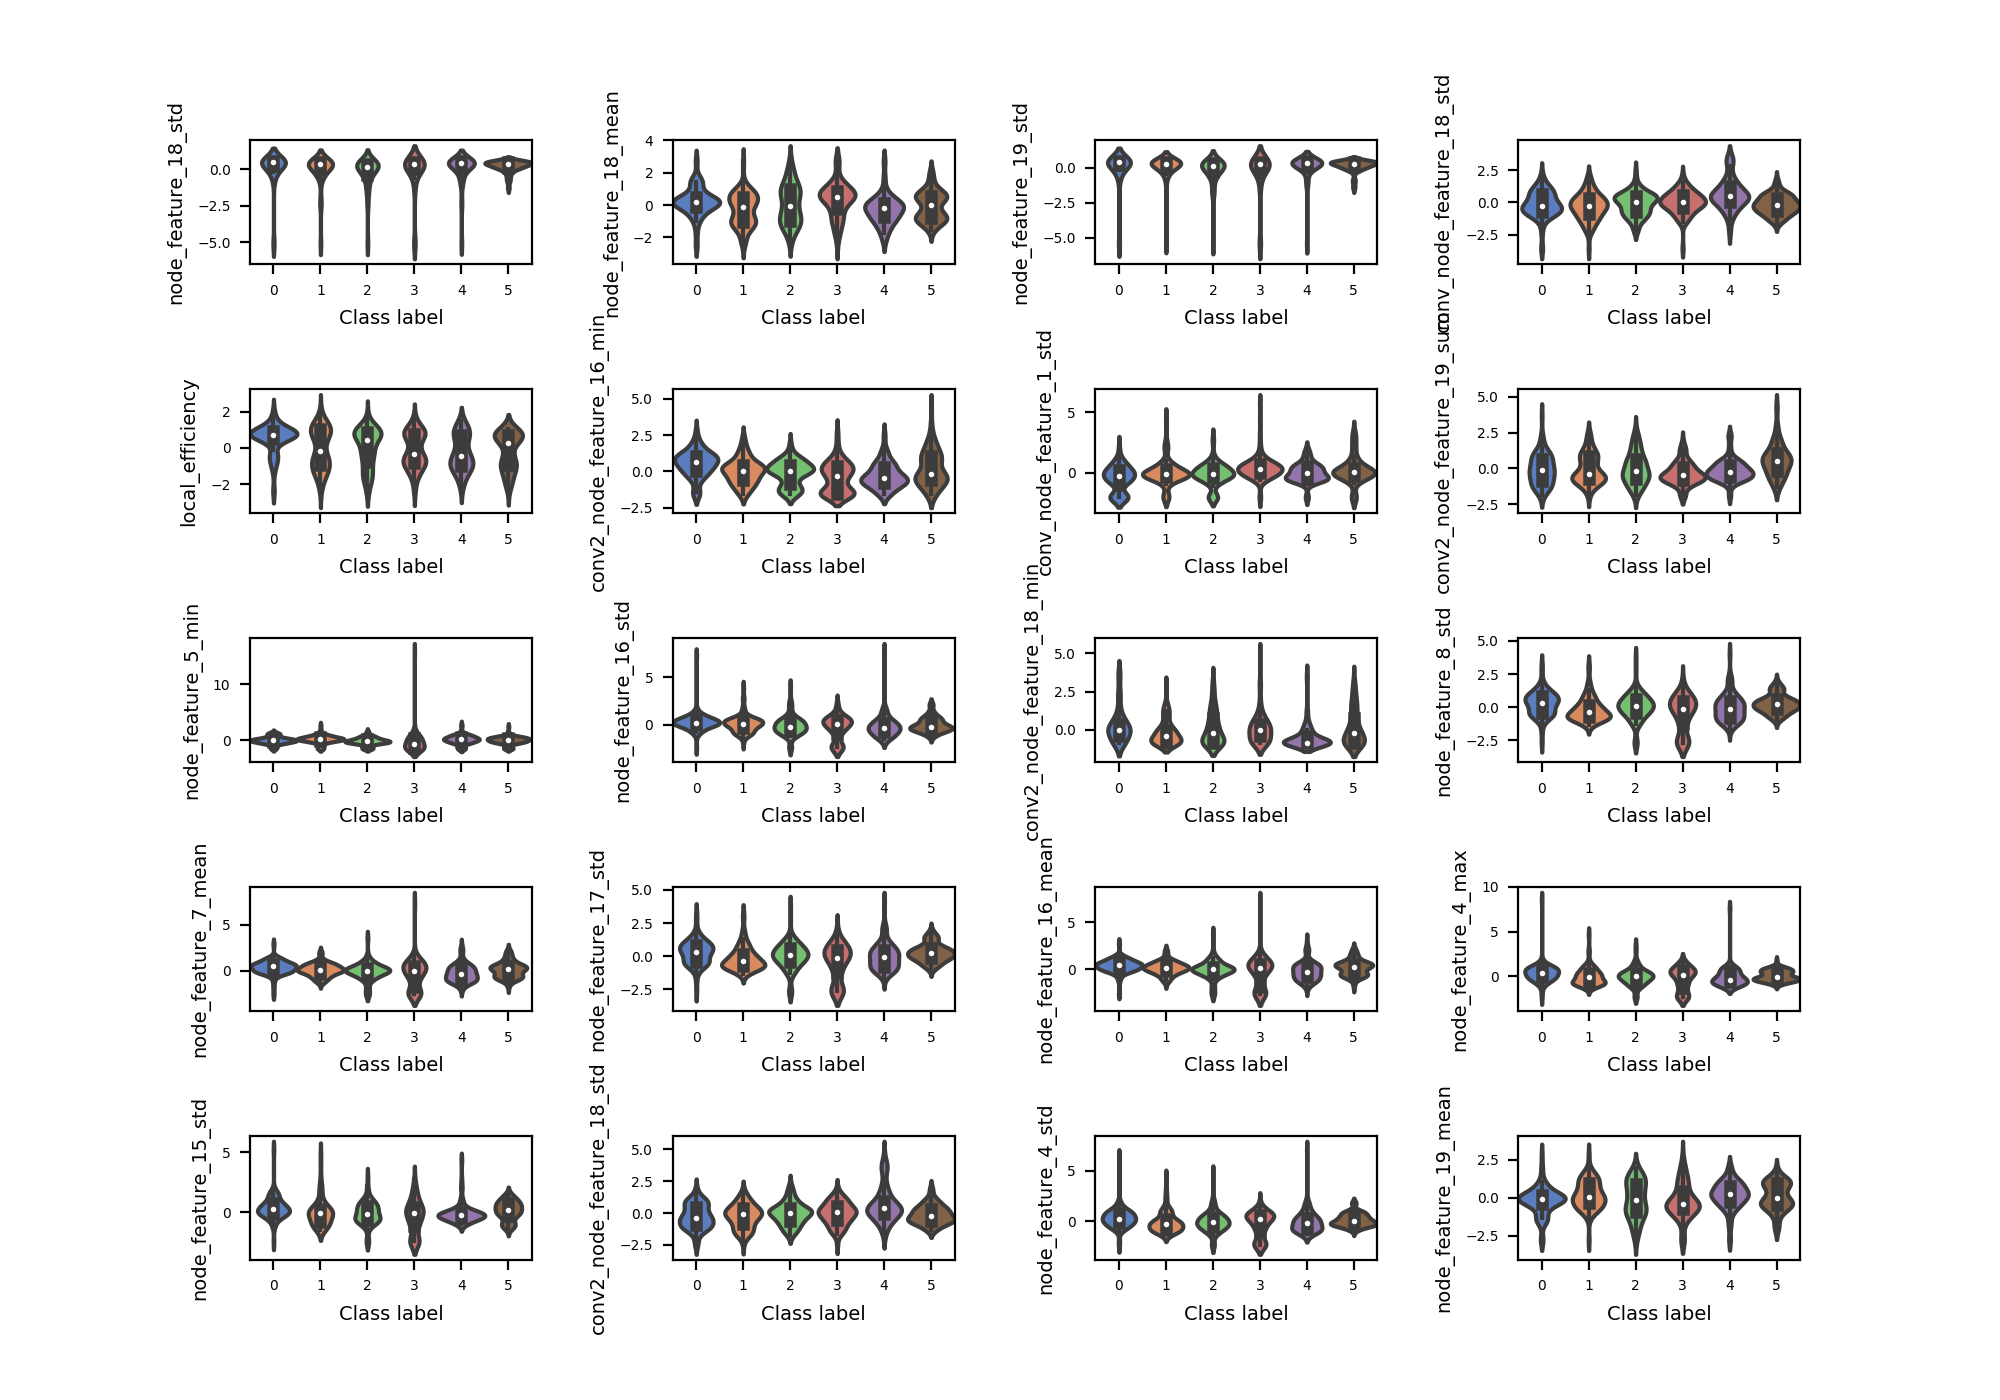 node_feature_18_std
0.0
−2.5
−5.0
0 1 2 3 4 5
Class label
node_feature_18_mean
4
2
0
−2
0 1 2 3 4 5
Class label
node_feature_19_std
0.0
−2.5
−5.0
0 1 2 3 4 5
Class label
conv_node_feature_18_std
2.5
0.0
−2.5
0 1 2 3 4 5
Class label
local_efficiency
2
0
−2
0 1 2 3 4 5
Class label
conv2_node_feature_16_min
5.0
2.5
0.0
−2.5
0 1 2 3 4 5
Class label
conv_node_feature_1_std
5
0
0 1 2 3 4 5
Class label
conv2_node_feature_19_sum
5.0
2.5
0.0
−2.5
0 1 2 3 4 5
Class label
node_feature_5_min
10
0
0 1 2 3 4 5
Class label
node_feature_16_std
5
0
0 1 2 3 4 5
Class label
conv2_node_feature_18_min
5.0
2.5
0.0
0 1 2 3 4 5
Class label
node_feature_8_std
5.0
2.5
0.0
−2.5
0 1 2 3 4 5
Class label
node_feature_7_mean
5
0
0 1 2 3 4 5
Class label
node_feature_17_std
5.0
2.5
0.0
−2.5
0 1 2 3 4 5
Class label
node_feature_16_mean
5
0
0 1 2 3 4 5
Class label
node_feature_4_max
10
5
0
0 1 2 3 4 5
Class label
node_feature_15_std
5
0
0 1 2 3 4 5
Class label
conv2_node_feature_18_std
5.0
2.5
0.0
−2.5
0 1 2 3 4 5
Class label
node_feature_4_std
5
0
0 1 2 3 4 5
Class label
node_feature_19_mean
2.5
0.0
−2.5
0 1 2 3 4 5
Class label